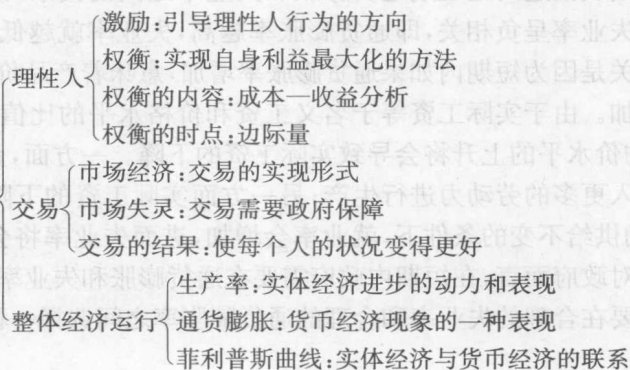 激励:引导理性人行为的方向
理性人 权衡:实现自身利益最大化的方法
权衡的内容:成本—收益分析
权衡的时点:边际量
市场经济:交易的实现形式
交易 市场失灵:交易需要政府保障
交易的结果:使每个人的状况变得更好
生产率:实体经济进步的动力和表现
整体经济运行 通货膨胀:货币经济现象的一种表现
菲利普斯曲线:实体经济与货币经济的联系